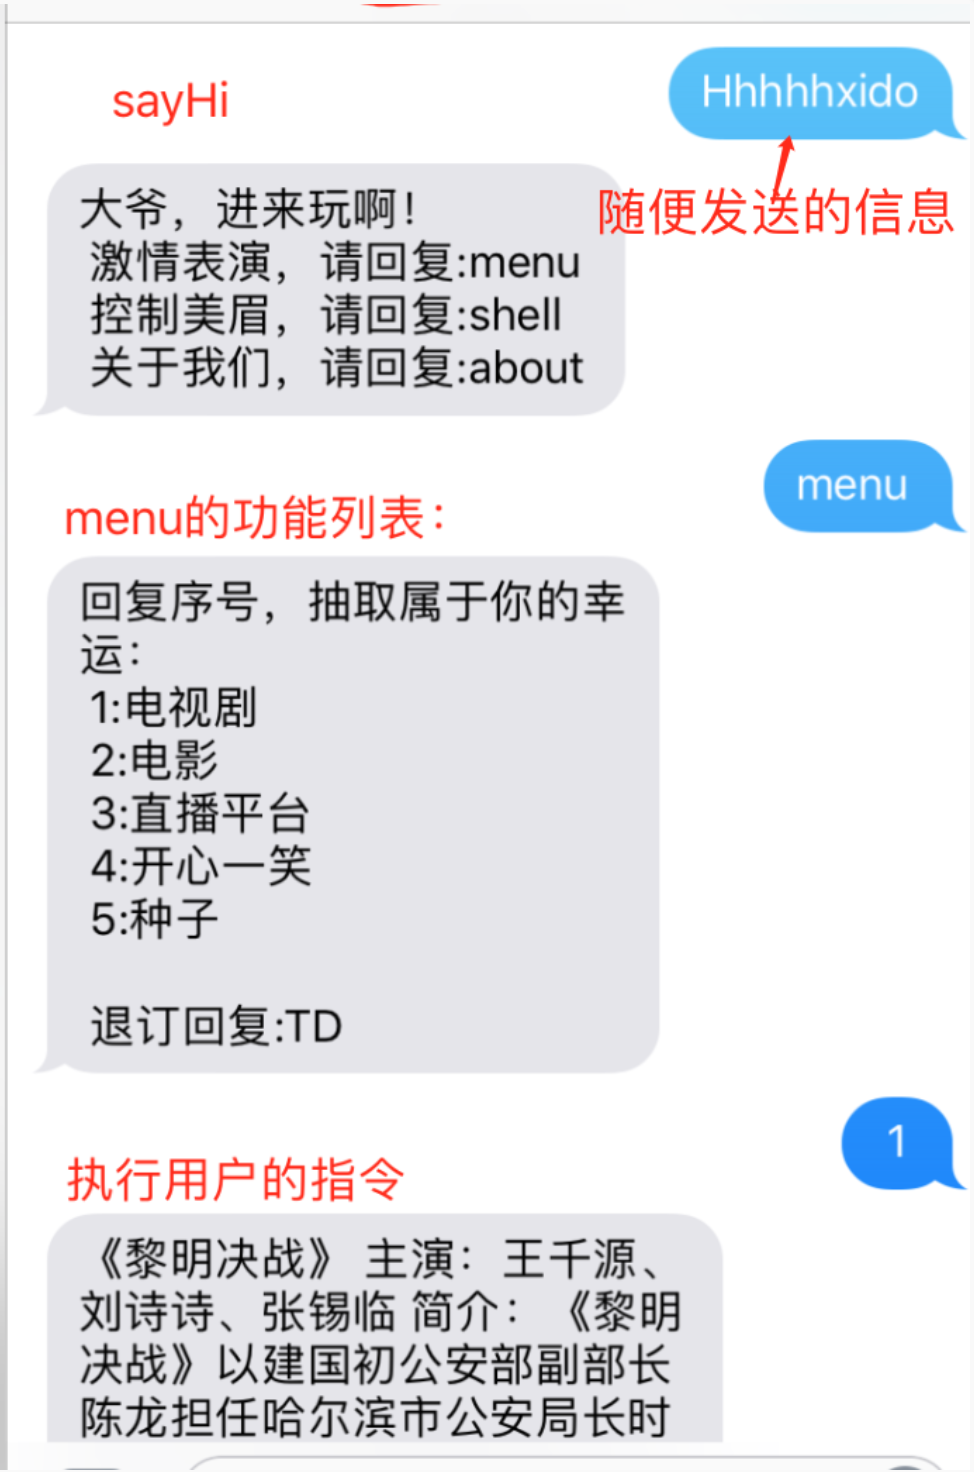 Hhhhhxido
sayHi
随便发送的信息
大爷，进来玩啊！
激情表演，请回复:menu
控制美眉，请回复:shell
关于我们，请回复:about
menu
menu的功能列表：
回复序号，抽取属于你的幸
运：
1:电视剧
2:电影
3:直播平台
4:开心一笑
5:种子
退订回复:TD
1
执行用户的指令
《黎明决战》 主演：王千源、
刘诗诗、张锡临 简介：《黎明
决战》以建国初公安部副部长
陈龙担任哈尔滨市公安局长时